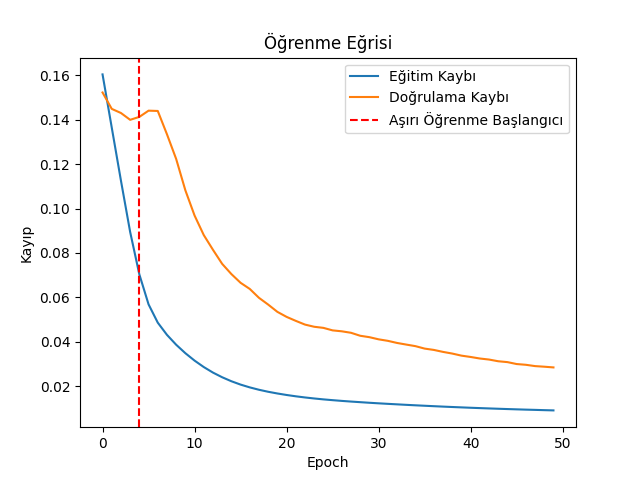 Öğrenme Eğrisi
Eğitim Kaybı
Doğrulama Kaybı
Aşırı Öğrenme Başlangıcı
Kayıp
0.16
0.14
0.12
0.10
0.08
0.06
0.04
0.02
0 10 20 30 40 50
Epoch